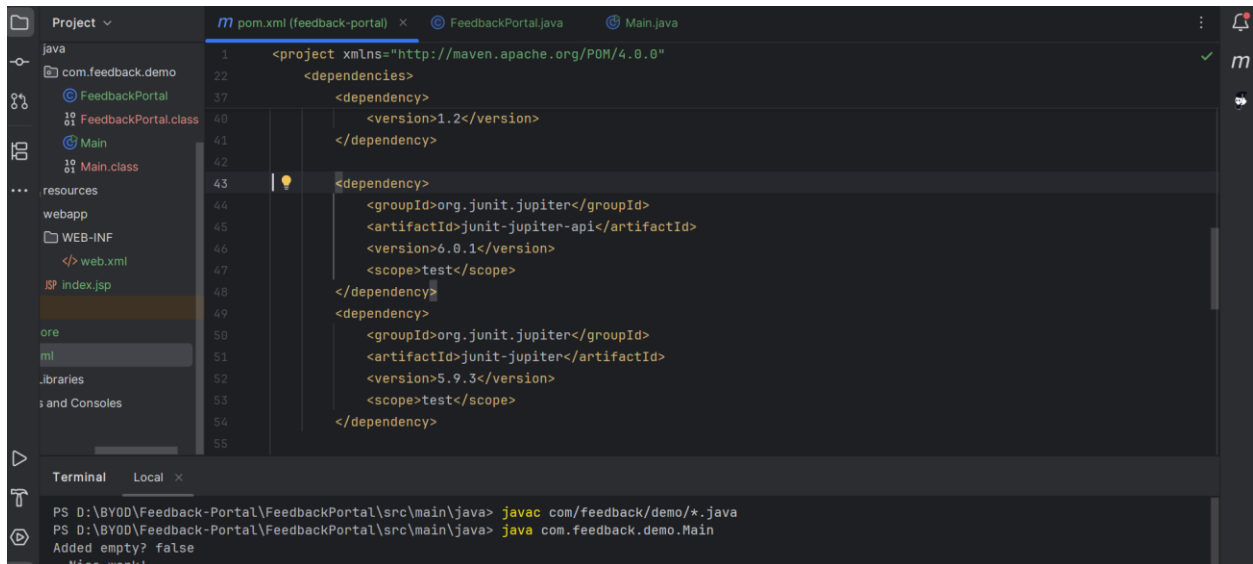 Project
m pom.xml (feedback-portal) ×
© FeedbackPortal.java
Main.java
java
com.feedback.demo
© FeedbackPortal
FeedbackPortal.class
Main
Main.class
resources
webapp
WEB-INF
</> web.xml
JSP index.jsp
ore
ml
Libraries
s and Consoles
1 <project xmlns="http://maven.apache.org/POM/4.0.0"
22 <dependencies>
37 <dependency>
40 <version>1.2</version>
41 </dependency>
42
43 <dependency>
44 <groupId>org.junit.jupiter</groupId>
45 <artifactId>junit-jupiter-api</artifactId>
46 <version>6.0.1</version>
47 <scope>test</scope>
48 </dependency>
49 <dependency>
50 <groupId>org.junit.jupiter</groupId>
51 <artifactId>junit-jupiter</artifactId>
52 <version>5.9.3</version>
53 <scope>test</scope>
54 </dependency>
55
m
Terminal Local ×
PS D:\BYOD\Feedback-Portal\FeedbackPortal\src\main\java> javac com/feedback/demo/*.java
PS D:\BYOD\Feedback-Portal\FeedbackPortal\src\main\java> java com.feedback.demo.Main
Added empty? false